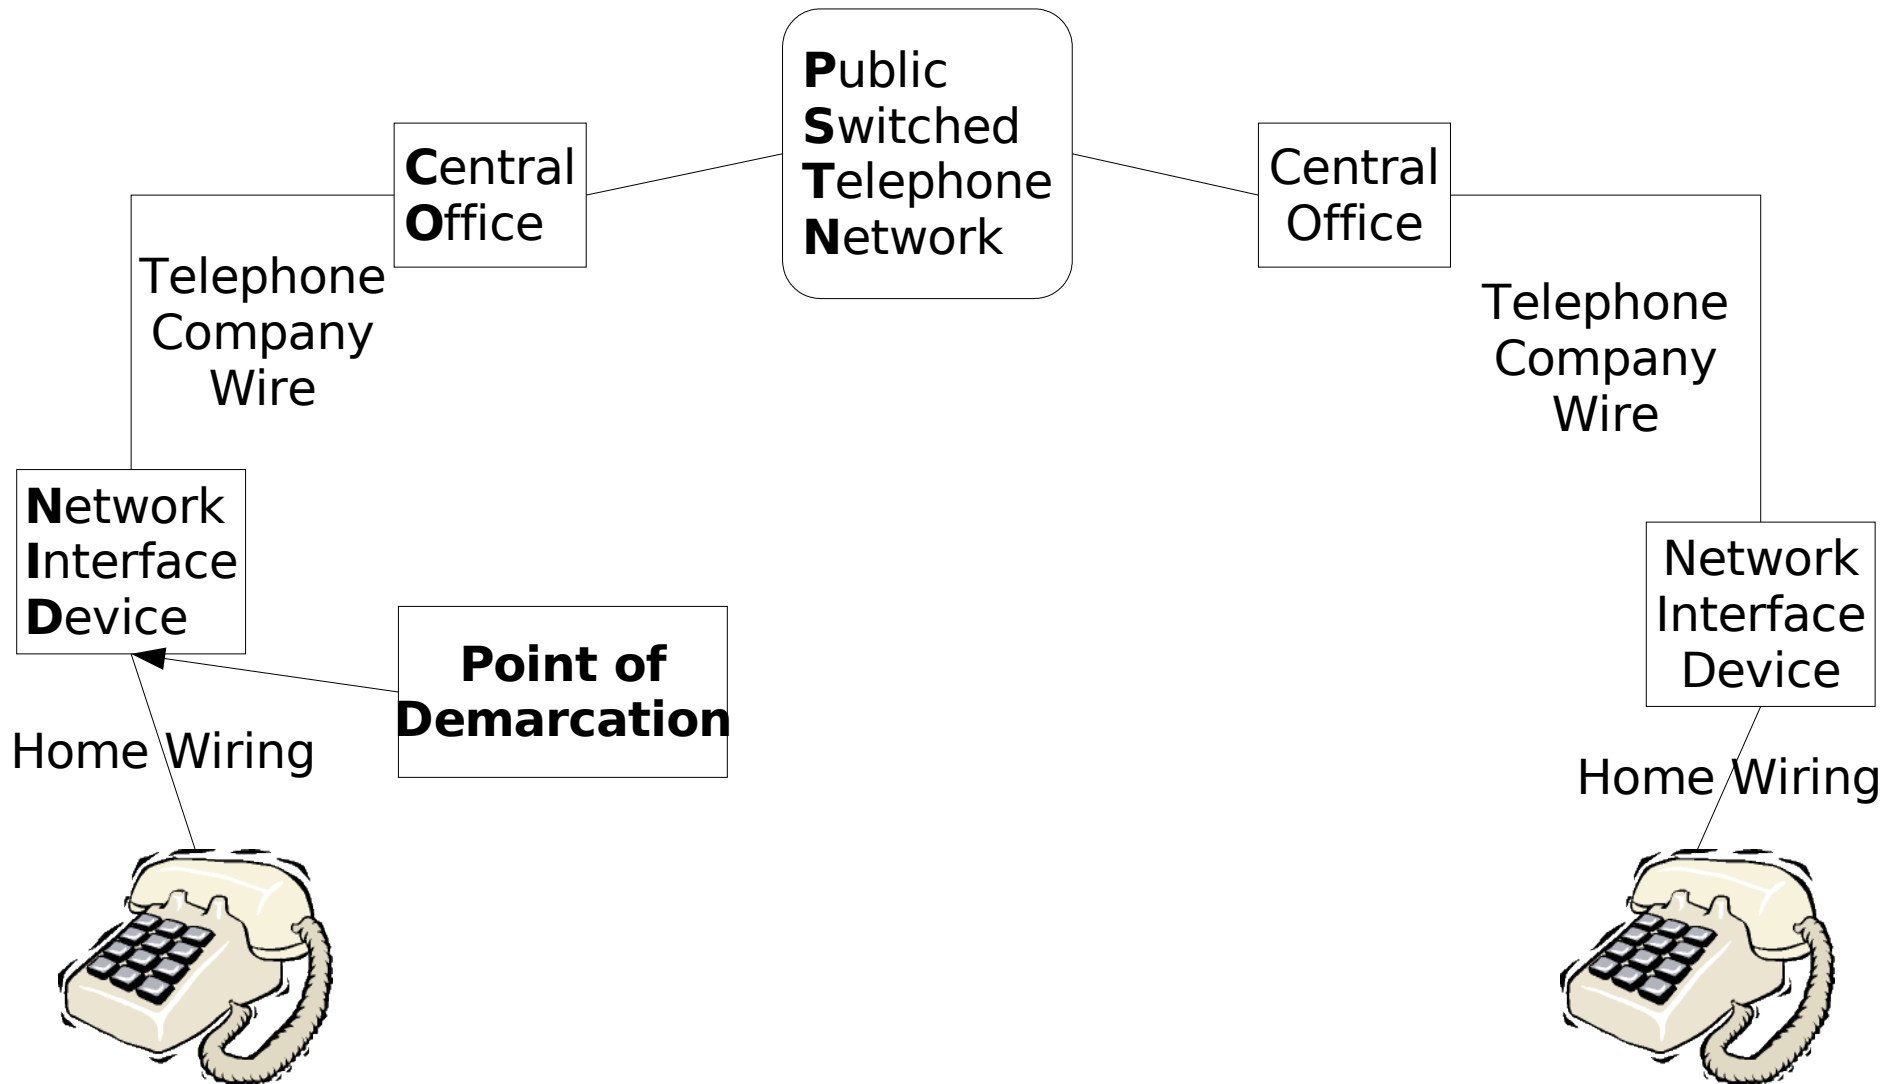 Public
Switched
Telephone
Network
Central
Office
Central
Office
Telephone
Company
Wire
Telephone
Company
Wire
Network
Interface
Device
Network
Interface
Device
Point of
Demarcation
Home Wiring
Home Wiring